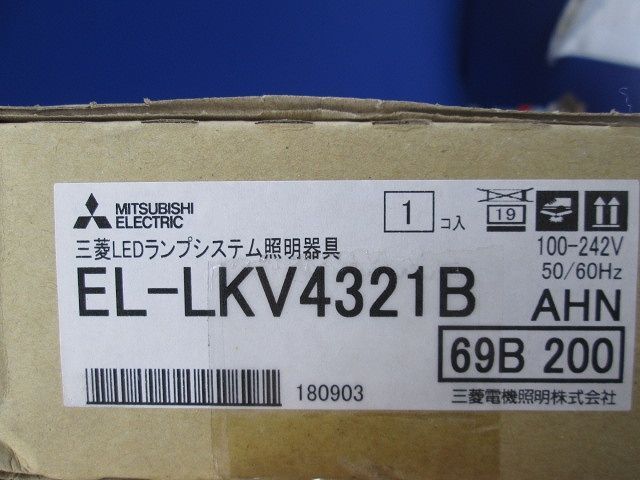 MITSUBISHI
ELECTRIC
1 コ入
19
三菱LEDランプシステム照明器具
100-242V
50/60Hz
EL-LKV4321B AHN
69B 200
180903
三菱電機照明株式会社